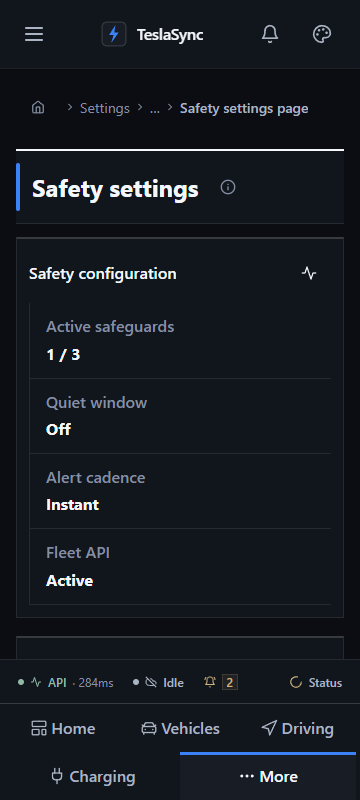 TeslaSync
Settings > ... > Safety settings page
Safety settings
Safety configuration
Active safeguards
1 / 3
Quiet window
Off
Alert cadence
Instant
Fleet API
Active
API · 284ms Idle 2 Status
Home Vehicles Driving
Charging ··· More